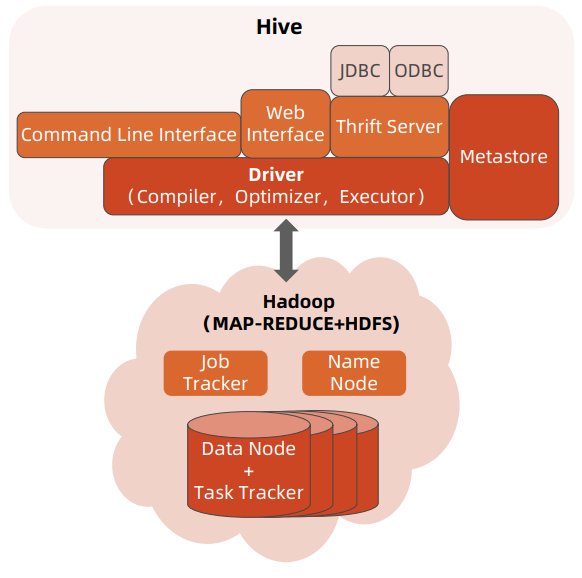 Hive
JDBC
ODBC
Command Line Interface
Web
Interface
Thrift Server
Metastore
Driver
（Compiler，Optimizer，Executor）
Hadoop
(MAP-REDUCE+HDFS)
Job
Tracker
Name
Node
Data Node
+
Task Tracker